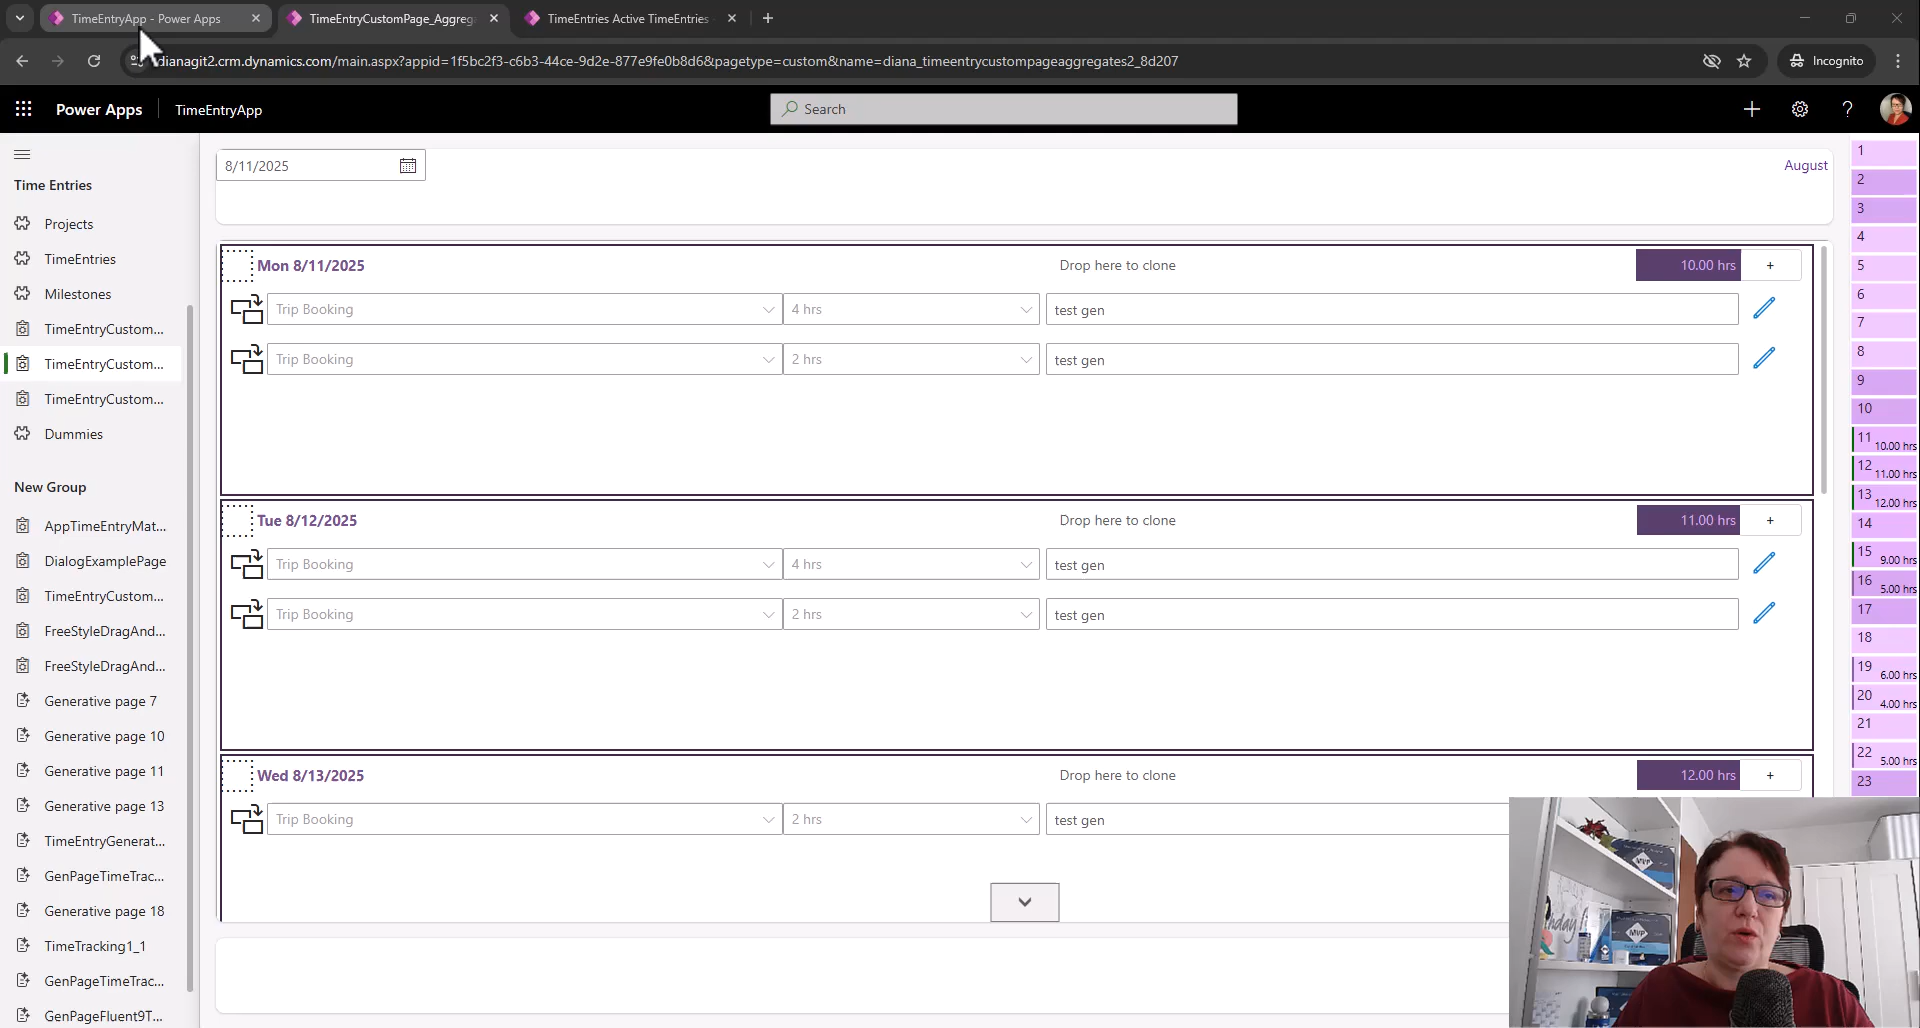 TimeEntryApp - Power Apps
TimeEntryCustomPage_Aggreg
TimeEntries Active TimeEntries
dianagit2.crm.dynamics.com/main.aspx?appid=1f5bc2f3-c6b3-44ce-9d2e-877e9fe0b8d6&pagetype=custom&name=diana_timeentrycustompageaggregates2_8d207
Incognito
Power Apps
TimeEntryApp
Search
Time Entries
Projects
TimeEntries
Milestones
TimeEntryCustom...
TimeEntryCustom...
TimeEntryCustom...
Dummies
New Group
AppTimeEntryMat...
DialogExamplePage
TimeEntryCustom...
FreeStyleDragAnd...
FreeStyleDragAnd...
Generative page 7
Generative page 10
Generative page 11
Generative page 13
TimeEntryGenerat...
GenPageTimeTrac...
Generative page 18
TimeTracking1_1
GenPageTimeTrac...
GenPageFluent9T...
8/11/2025
August
Mon 8/11/2025 Drop here to clone 10.00 hrs +
Trip Booking 4 hrs test gen
Trip Booking 2 hrs test gen
Tue 8/12/2025 Drop here to clone 11.00 hrs +
Trip Booking 4 hrs test gen
Trip Booking 2 hrs test gen
Wed 8/13/2025 Drop here to clone 12.00 hrs +
Trip Booking 2 hrs test gen
1
2
3
4
5
6
7
8
9
10
11 10.00 hrs
12 11.00 hrs
13 12.00 hrs
14
15 9.00 hrs
16 5.00 hrs
17
18
19 6.00 hrs
20 4.00 hrs
21
22 5.00 hrs
23
MVP
MVP